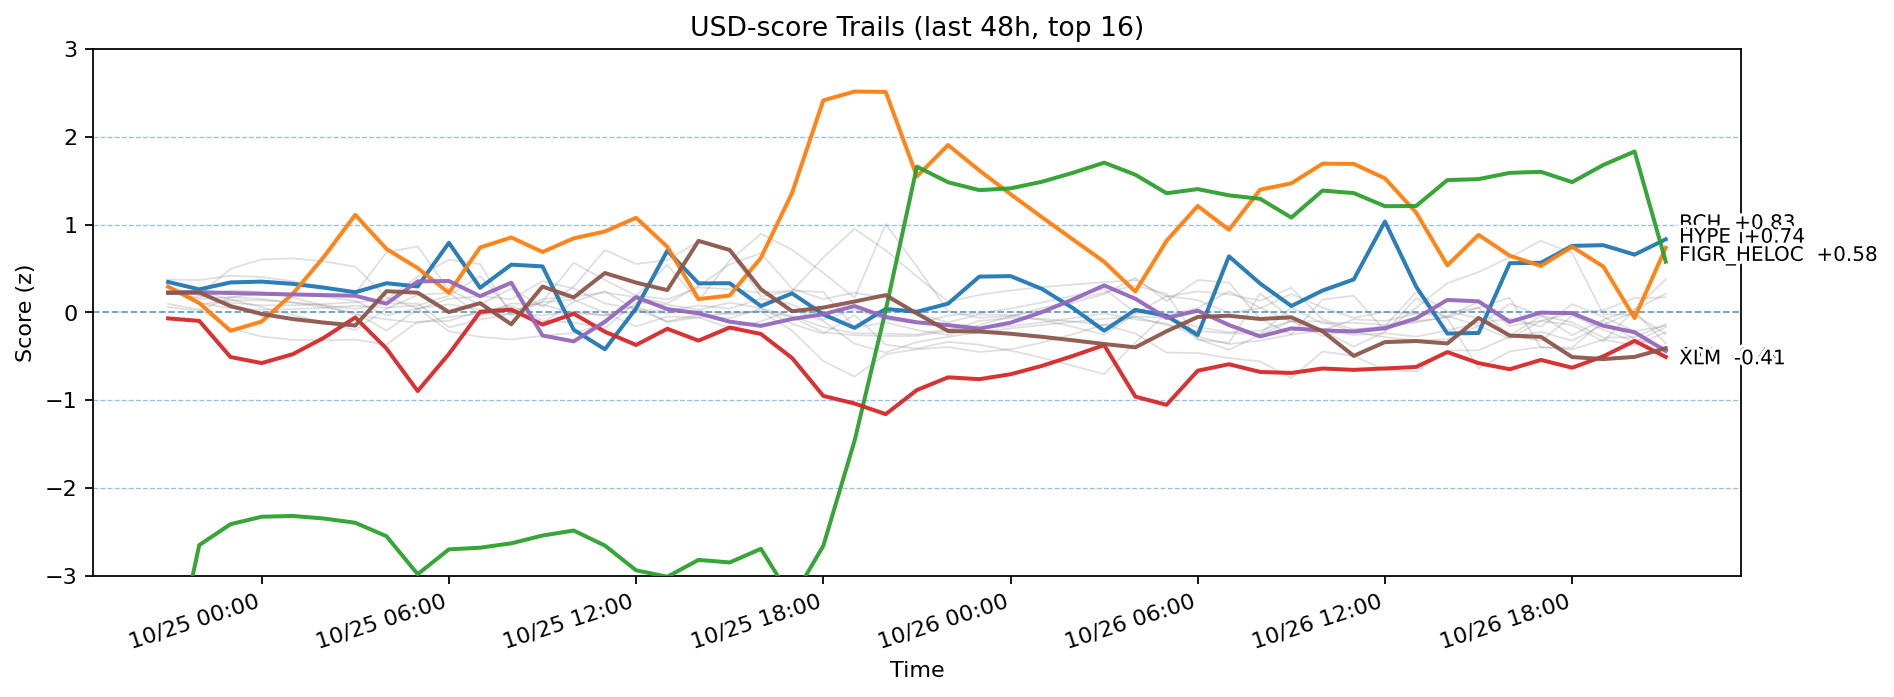 USD-score Trails (last 48h, top 16)
Score (z)
3
2
1
0
−1
−2
−3
BCH +0.83
HYPE +0.74
FIGR_HELOC +0.58
XLM -0.41
10/25 00:00
10/25 06:00
10/25 12:00
10/25 18:00
10/26 00:00
10/26 06:00
10/26 12:00
10/26 18:00
Time